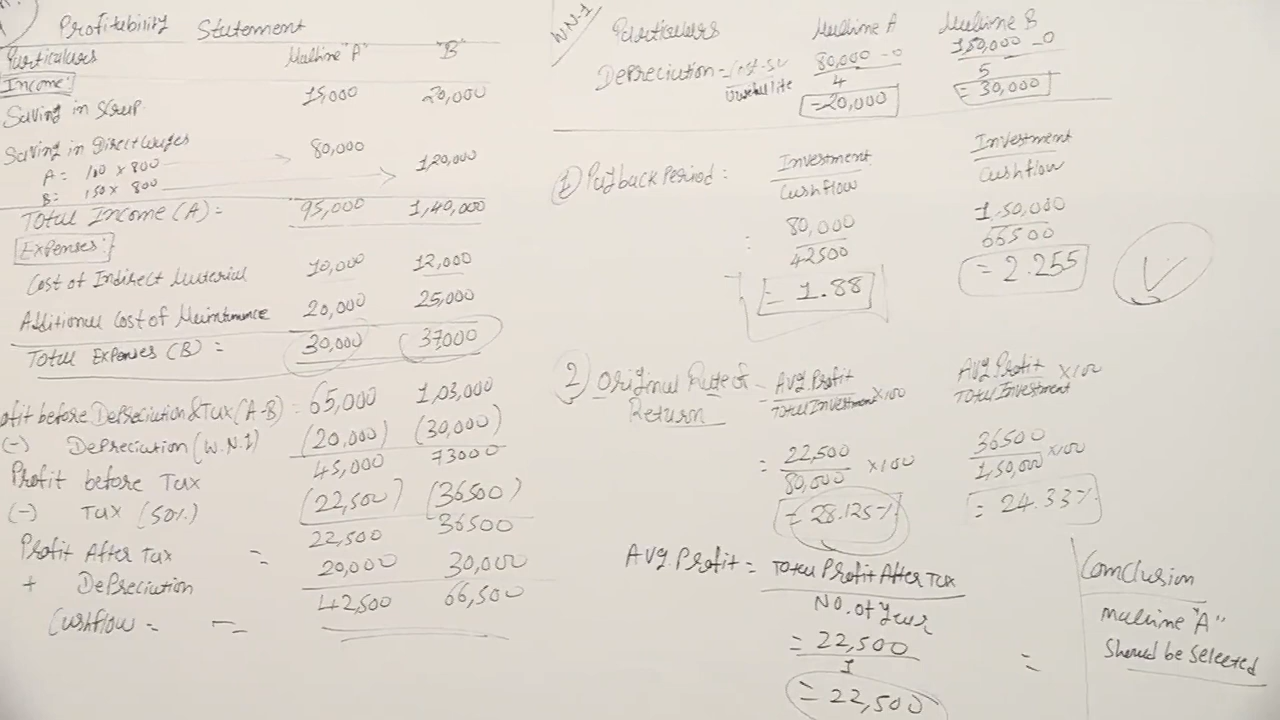 Profitability Statement
Particulars Machine "A" "B"
Income:
Saving in Scrap 15,000 20,000
Saving in Direct Wages 80,000 1,20,000
A = 100 x 800
B = 150 x 800
Total Income (A) = 95,000 1,40,000
Expenses:
Cost of Indirect Material 10,000 12,000
Additional Cost of Maintenance 20,000 25,000
Total Expenses (B) = 30,000 37000
ofit before Depreciation & Tax (A-B) = 65,000 1,03,000
(-) Depreciation (W.N.1) (20,000) (30,000)
Profit before Tax 45,000 73000
(-) Tax (50%) (22,500) (36500)
Profit After Tax = 22,500 36500
+ Depreciation 20,000 30,000
Cashflow = = 42,500 66,500
W.N-1
Particulars Machine A Machine B
Depreciation = Cost-SV 80,000 - 0 1,50,000 - 0
Useful life 4 5
= 20,000 = 30,000
1) Payback Period : Investment Investment
Cashflow Cashflow
= 80,000 1,50,000
42500 66500
= 1.88 = 2.255
2) Original Rate of Return = Avg. Profit x100 Avg. Profit x100
Total Investment Total Investment
= 22,500 x100 36500 x100
80,000 1,50,000
= 28.125% = 24.33%
Avg. Profit = Total Profit After Tax
No. of Year
= 22,500 =
1
= 22,500
Conclusion
Machine "A"
Should be Selected